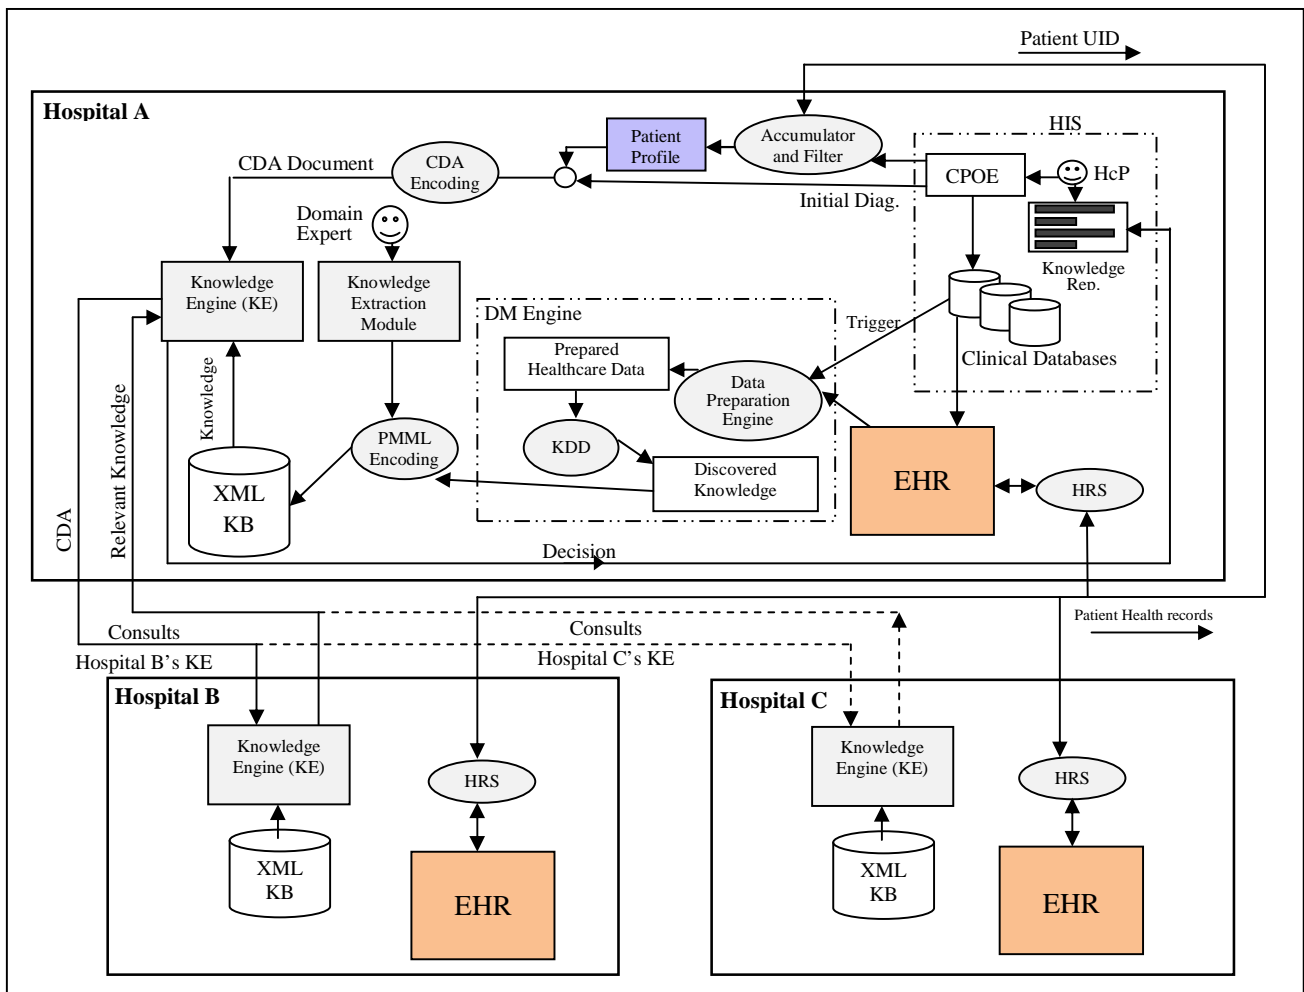 Patient UID
Hospital A
HIS
Patient
Profile
Accumulator
and Filter
CDA Document
CDA
Encoding
CPOE
HcP
Initial Diag.
Domain
Expert
Knowledge
Rep.
Knowledge
Engine (KE)
Knowledge
Extraction
Module
DM Engine
Trigger
Prepared
Healthcare Data
Clinical Databases
Data
Preparation
Engine
Knowledge
PMML
Encoding
KDD
Discovered
Knowledge
EHR
HRS
XML
KB
CDA
Relevant Knowledge
Decision
Patient Health records
Consults
Hospital B's KE
Consults
Hospital C's KE
Hospital B
Knowledge
Engine (KE)
HRS
XML
KB
EHR
Hospital C
Knowledge
Engine (KE)
HRS
XML
KB
EHR